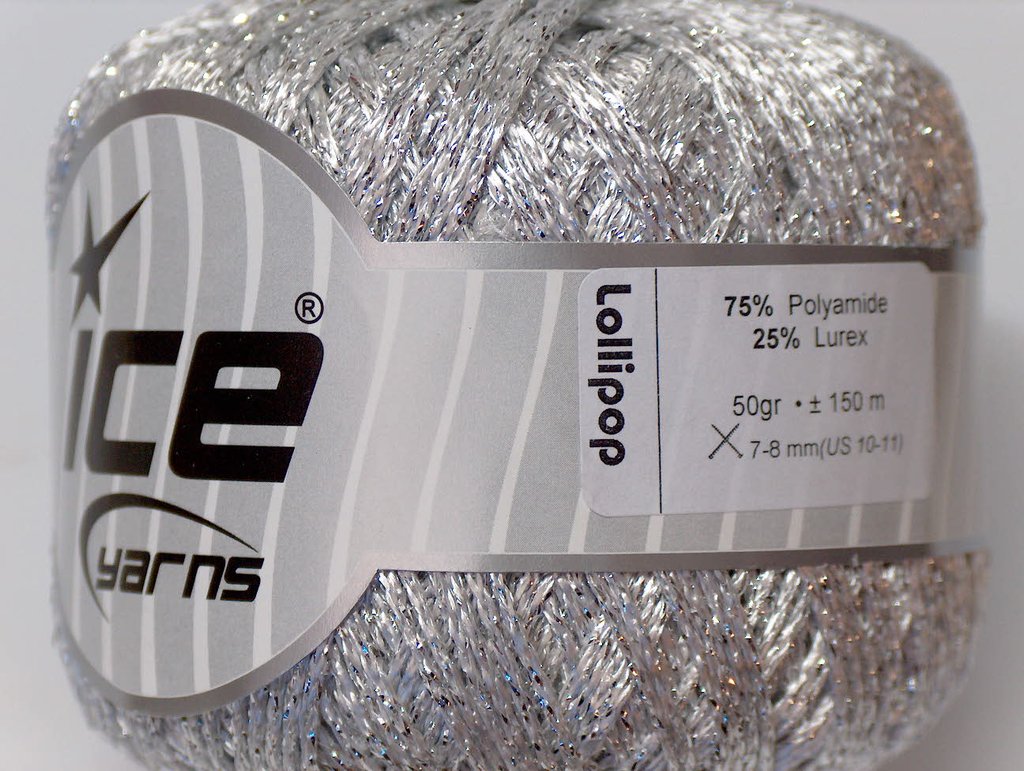 ice®
yarns
Lollipop
75% Polyamide
25% Lurex
50gr • ± 150 m
7-8 mm(US 10-11)